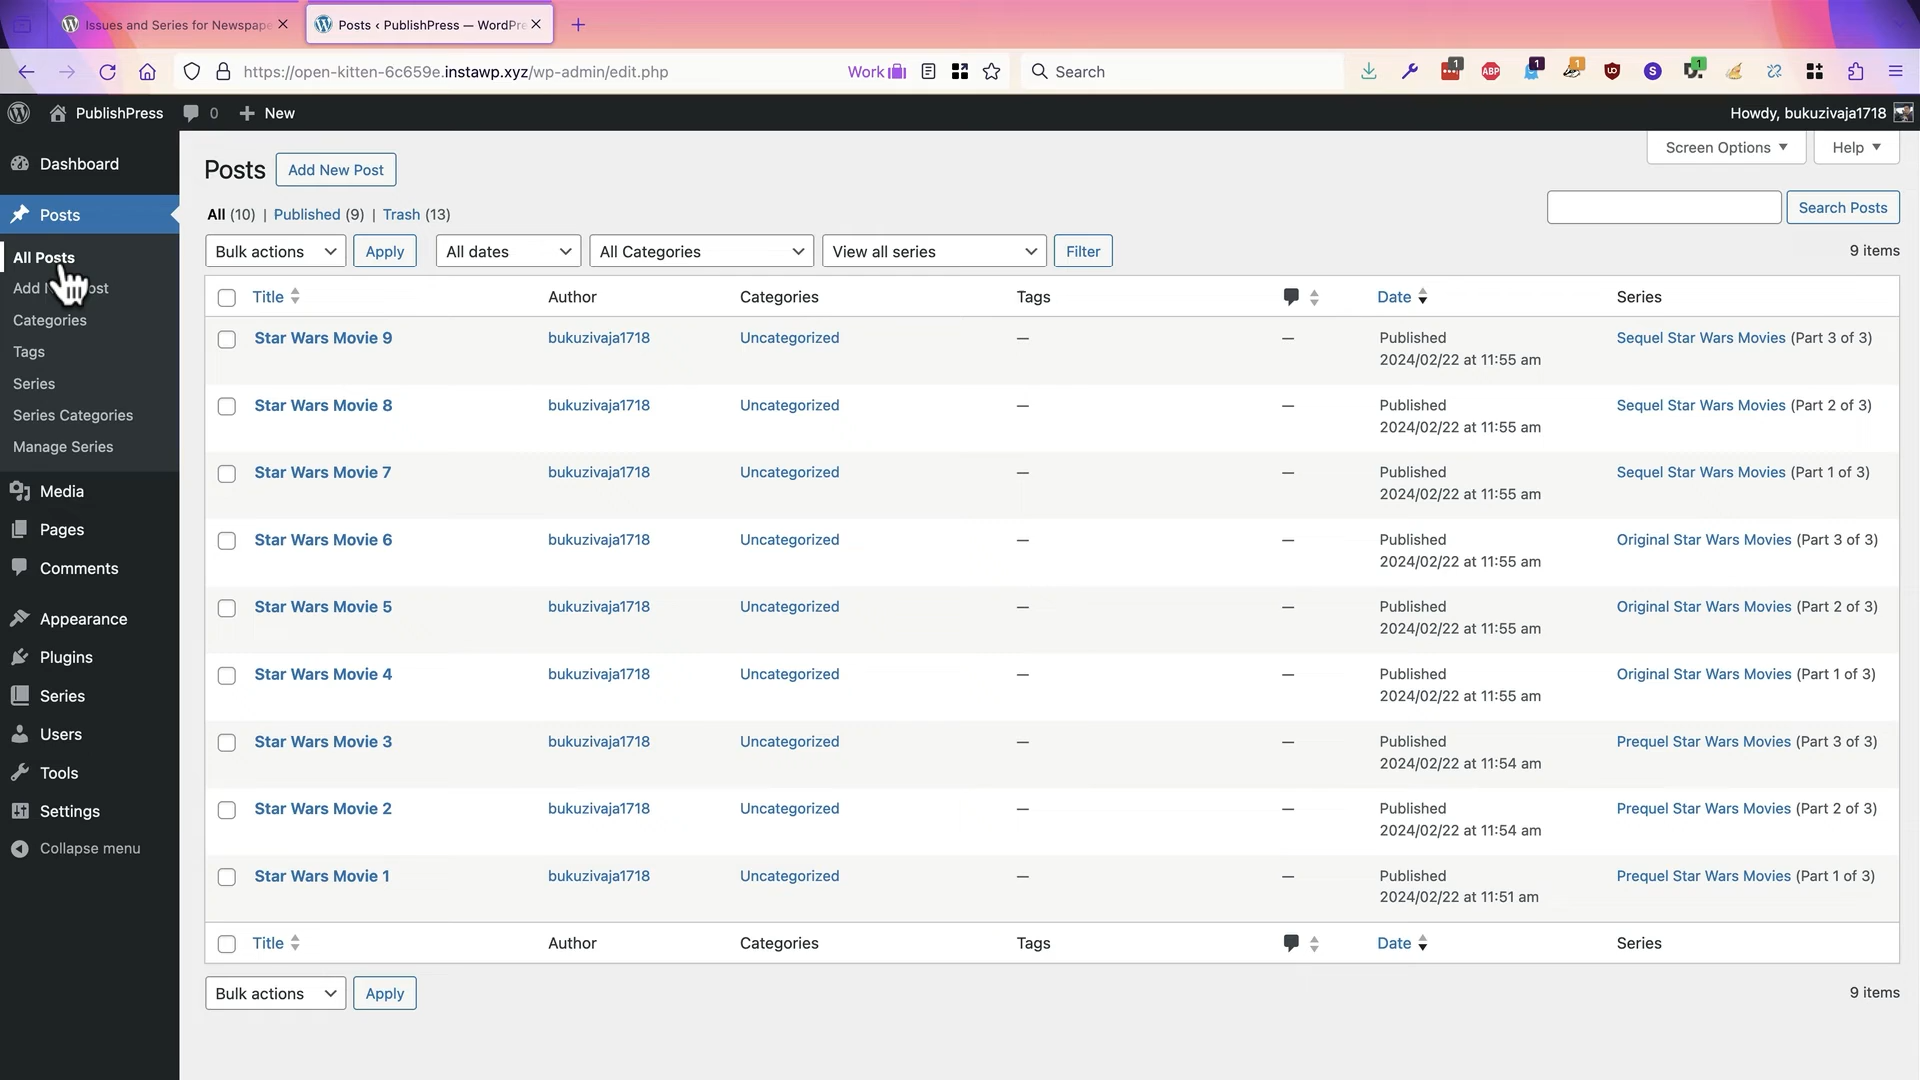 Issues and Series for Newspape
Posts ‹ PublishPress — WordPre
https://open-kitten-6c659e.instawp.xyz/wp-admin/edit.php
Work
Search
1
ABP
1
1
S
1
PublishPress
0
New
Howdy, bukuzivaja1718
Dashboard
Posts
All Posts
Categories
Tags
Series
Series Categories
Manage Series
Media
Pages
Comments
Appearance
Plugins
Series
Users
Tools
Settings
Collapse menu
Posts
Add New Post
Screen Options
Help
All (10) | Published (9) | Trash (13)
Search Posts
Bulk actions
Apply
All dates
All Categories
View all series
Filter
9 items
Title Author Categories Tags Date Series
Star Wars Movie 9 bukuzivaja1718 Uncategorized — — Published Sequel Star Wars Movies (Part 3 of 3)
2024/02/22 at 11:55 am
Star Wars Movie 8 bukuzivaja1718 Uncategorized — — Published Sequel Star Wars Movies (Part 2 of 3)
2024/02/22 at 11:55 am
Star Wars Movie 7 bukuzivaja1718 Uncategorized — — Published Sequel Star Wars Movies (Part 1 of 3)
2024/02/22 at 11:55 am
Star Wars Movie 6 bukuzivaja1718 Uncategorized — — Published Original Star Wars Movies (Part 3 of 3)
2024/02/22 at 11:55 am
Star Wars Movie 5 bukuzivaja1718 Uncategorized — — Published Original Star Wars Movies (Part 2 of 3)
2024/02/22 at 11:55 am
Star Wars Movie 4 bukuzivaja1718 Uncategorized — — Published Original Star Wars Movies (Part 1 of 3)
2024/02/22 at 11:55 am
Star Wars Movie 3 bukuzivaja1718 Uncategorized — — Published Prequel Star Wars Movies (Part 3 of 3)
2024/02/22 at 11:54 am
Star Wars Movie 2 bukuzivaja1718 Uncategorized — — Published Prequel Star Wars Movies (Part 2 of 3)
2024/02/22 at 11:54 am
Star Wars Movie 1 bukuzivaja1718 Uncategorized — — Published Prequel Star Wars Movies (Part 1 of 3)
2024/02/22 at 11:51 am
Title Author Categories Tags Date Series
Bulk actions
Apply
9 items